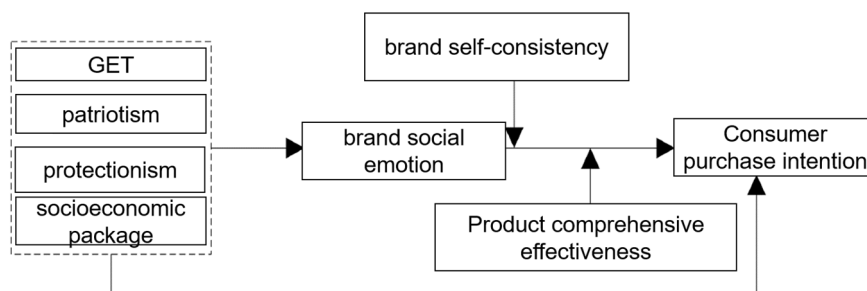 GET
patriotism
protectionism
socioeconomic
package
brand social
emotion
brand self-consistency
Product comprehensive
effectiveness
Consumer
purchase intention